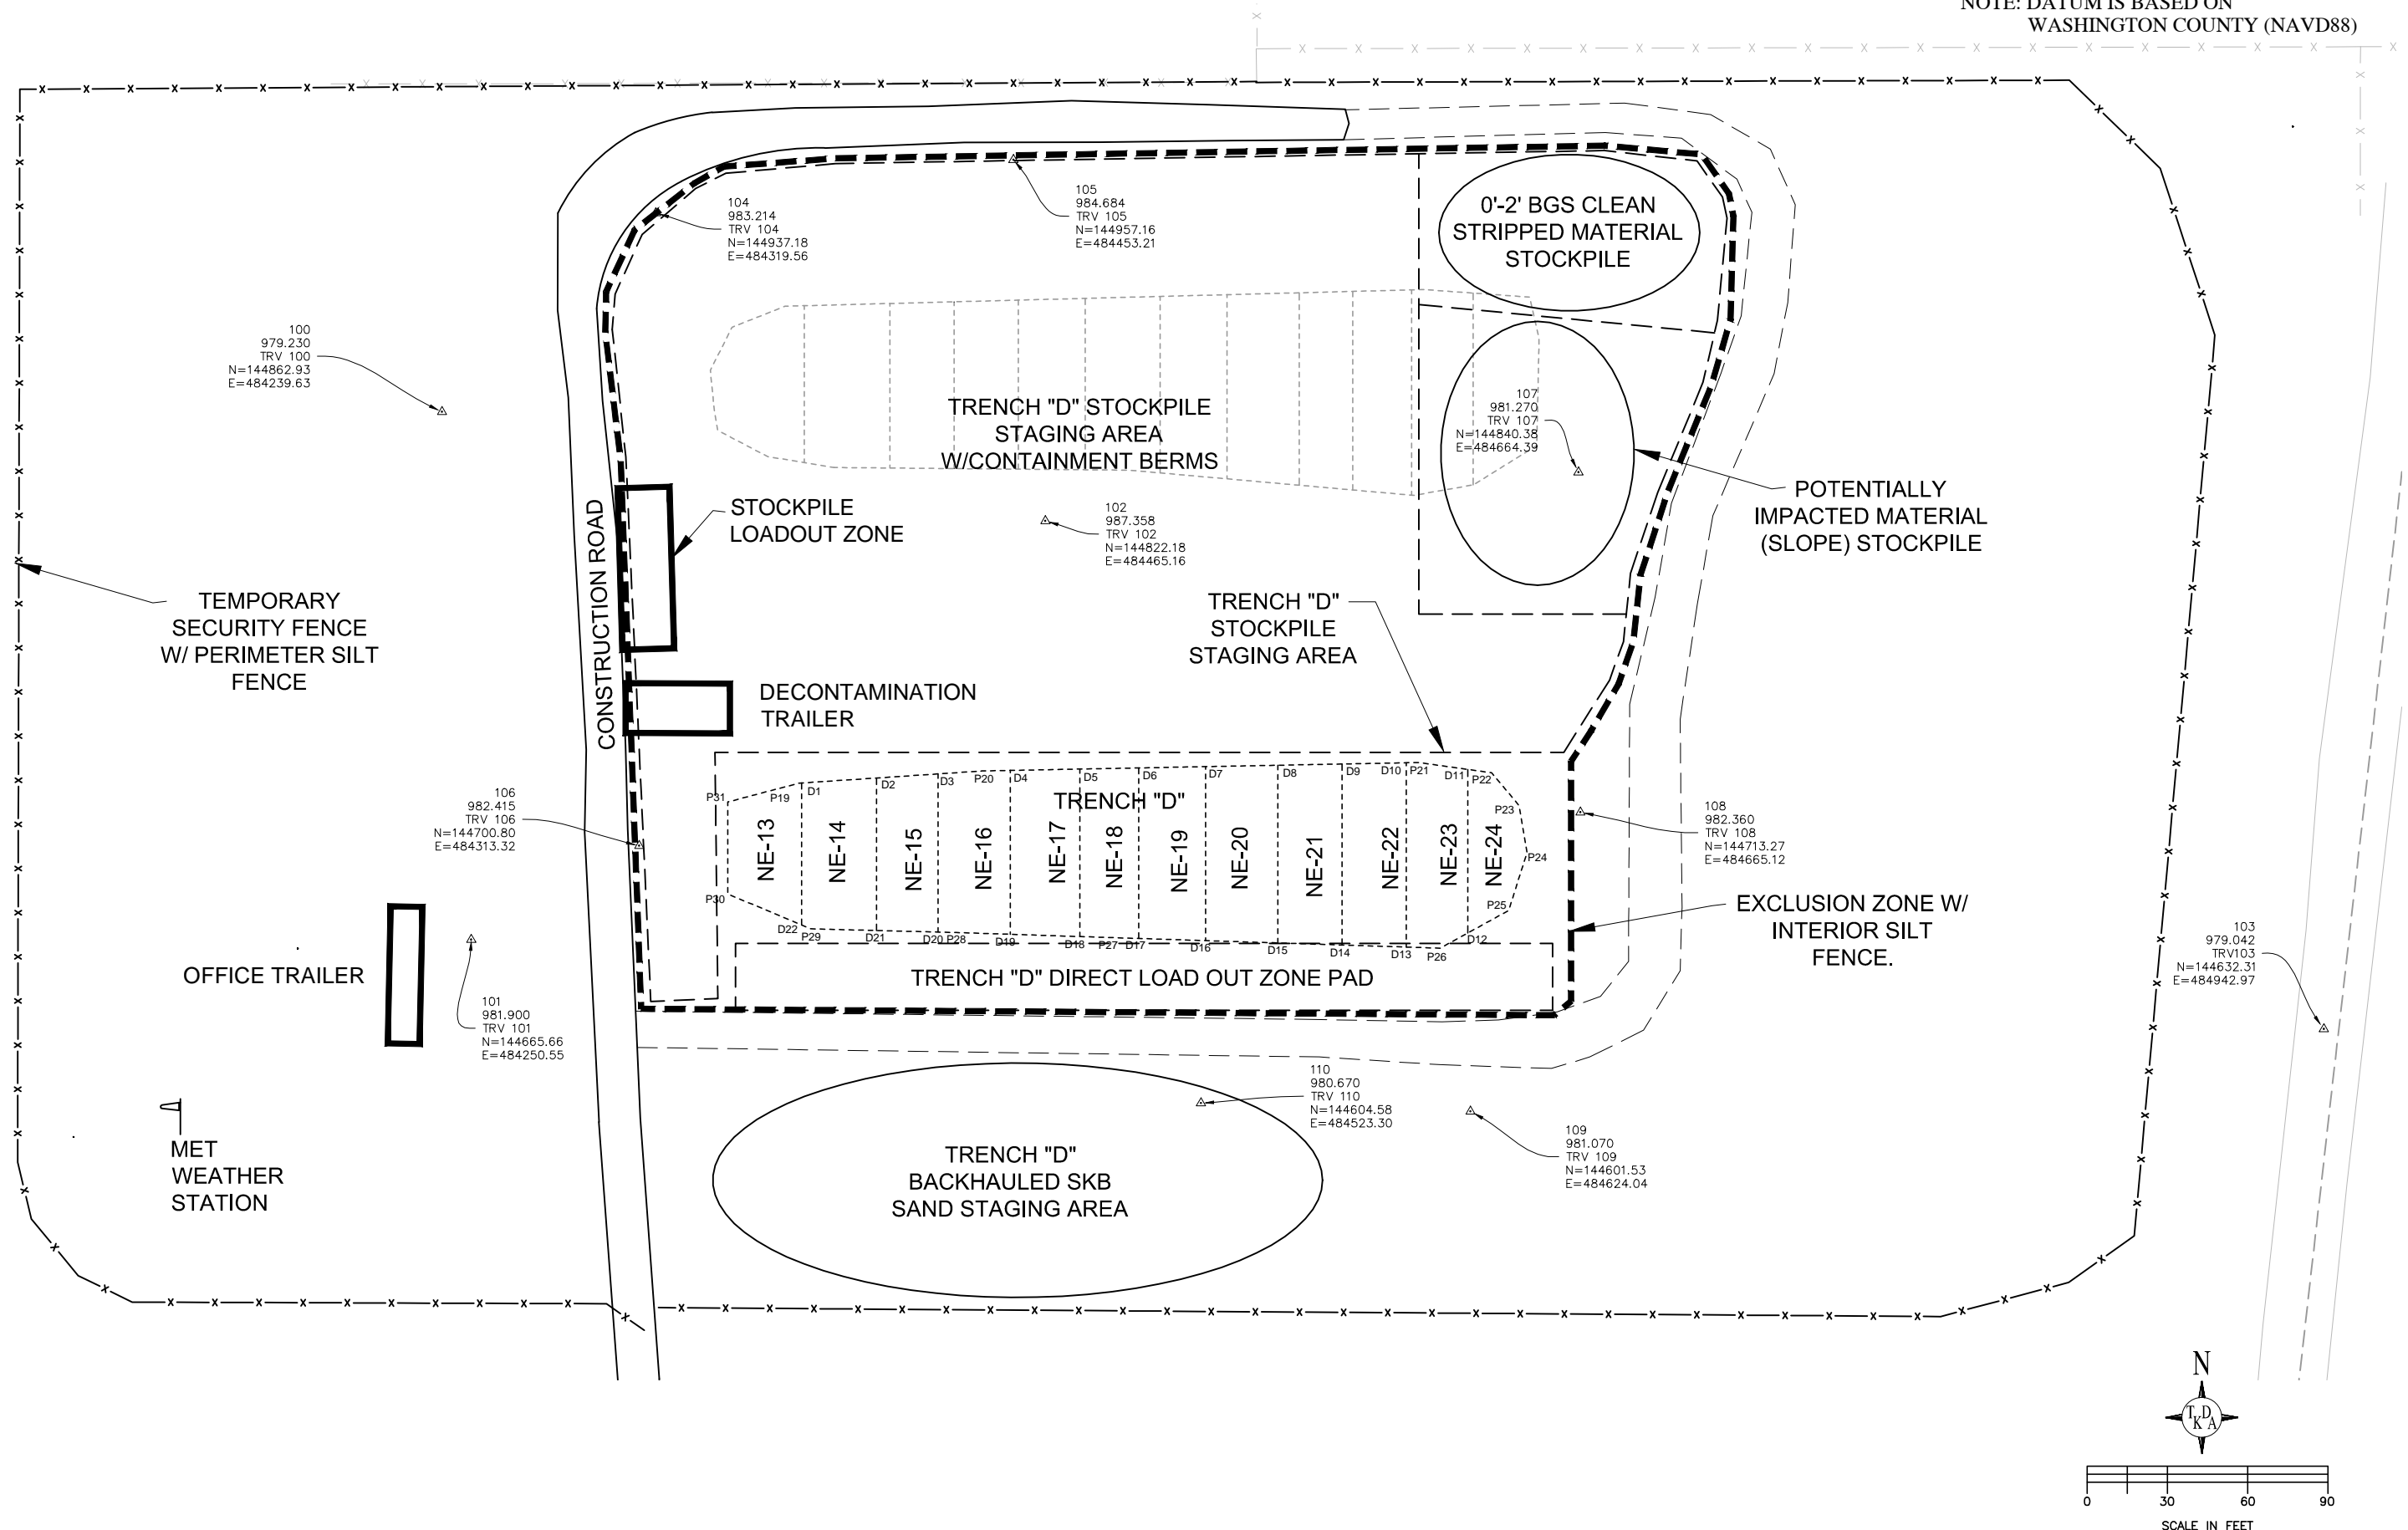 NOTE: DATUM IS BASED ON
WASHINGTON COUNTY (NAVD88)
104
983.214
TRV 104
N=144937.18
E=484319.56
105
984.684
TRV 105
N=144957.16
E=484453.21
0'-2' BGS CLEAN
STRIPPED MATERIAL
STOCKPILE
100
979.230
TRV 100
N=144862.93
E=484239.63
TRENCH "D" STOCKPILE
STAGING AREA
W/CONTAINMENT BERMS
107
981.270
TRV 107
N=144840.38
E=484664.39
STOCKPILE
LOADOUT ZONE
102
987.358
TRV 102
N=144822.18
E=484465.16
POTENTIALLY
IMPACTED MATERIAL
(SLOPE) STOCKPILE
CONSTRUCTION ROAD
TEMPORARY
SECURITY FENCE
W/ PERIMETER SILT
FENCE
TRENCH "D"
STOCKPILE
STAGING AREA
DECONTAMINATION
TRAILER
106
982.415
TRV 106
N=144700.80
E=484313.32
P31
P19
D1
D2
D3
P20
D4
D5
D6
D7
D8
D9
D10
P21
D11
P22
P23
P24
P25
TRENCH "D"
NE-13
NE-14
NE-15
NE-16
NE-17
NE-18
NE-19
NE-20
NE-21
NE-22
NE-23
NE-24
P30
D22
P29
D21
D20
P28
D19
D18
P27
D17
D16
D15
D14
D13
P26
D12
108
982.360
TRV 108
N=144713.27
E=484665.12
EXCLUSION ZONE W/
INTERIOR SILT
FENCE.
103
979.042
TRV103
N=144632.31
E=484942.97
OFFICE TRAILER
TRENCH "D" DIRECT LOAD OUT ZONE PAD
101
981.900
TRV 101
N=144665.66
E=484250.55
110
980.670
TRV 110
N=144604.58
E=484523.30
109
981.070
TRV 109
N=144601.53
E=484624.04
MET
WEATHER
STATION
TRENCH "D"
BACKHAULED SKB
SAND STAGING AREA
N
TKDA
0 30 60 90
SCALE IN FEET